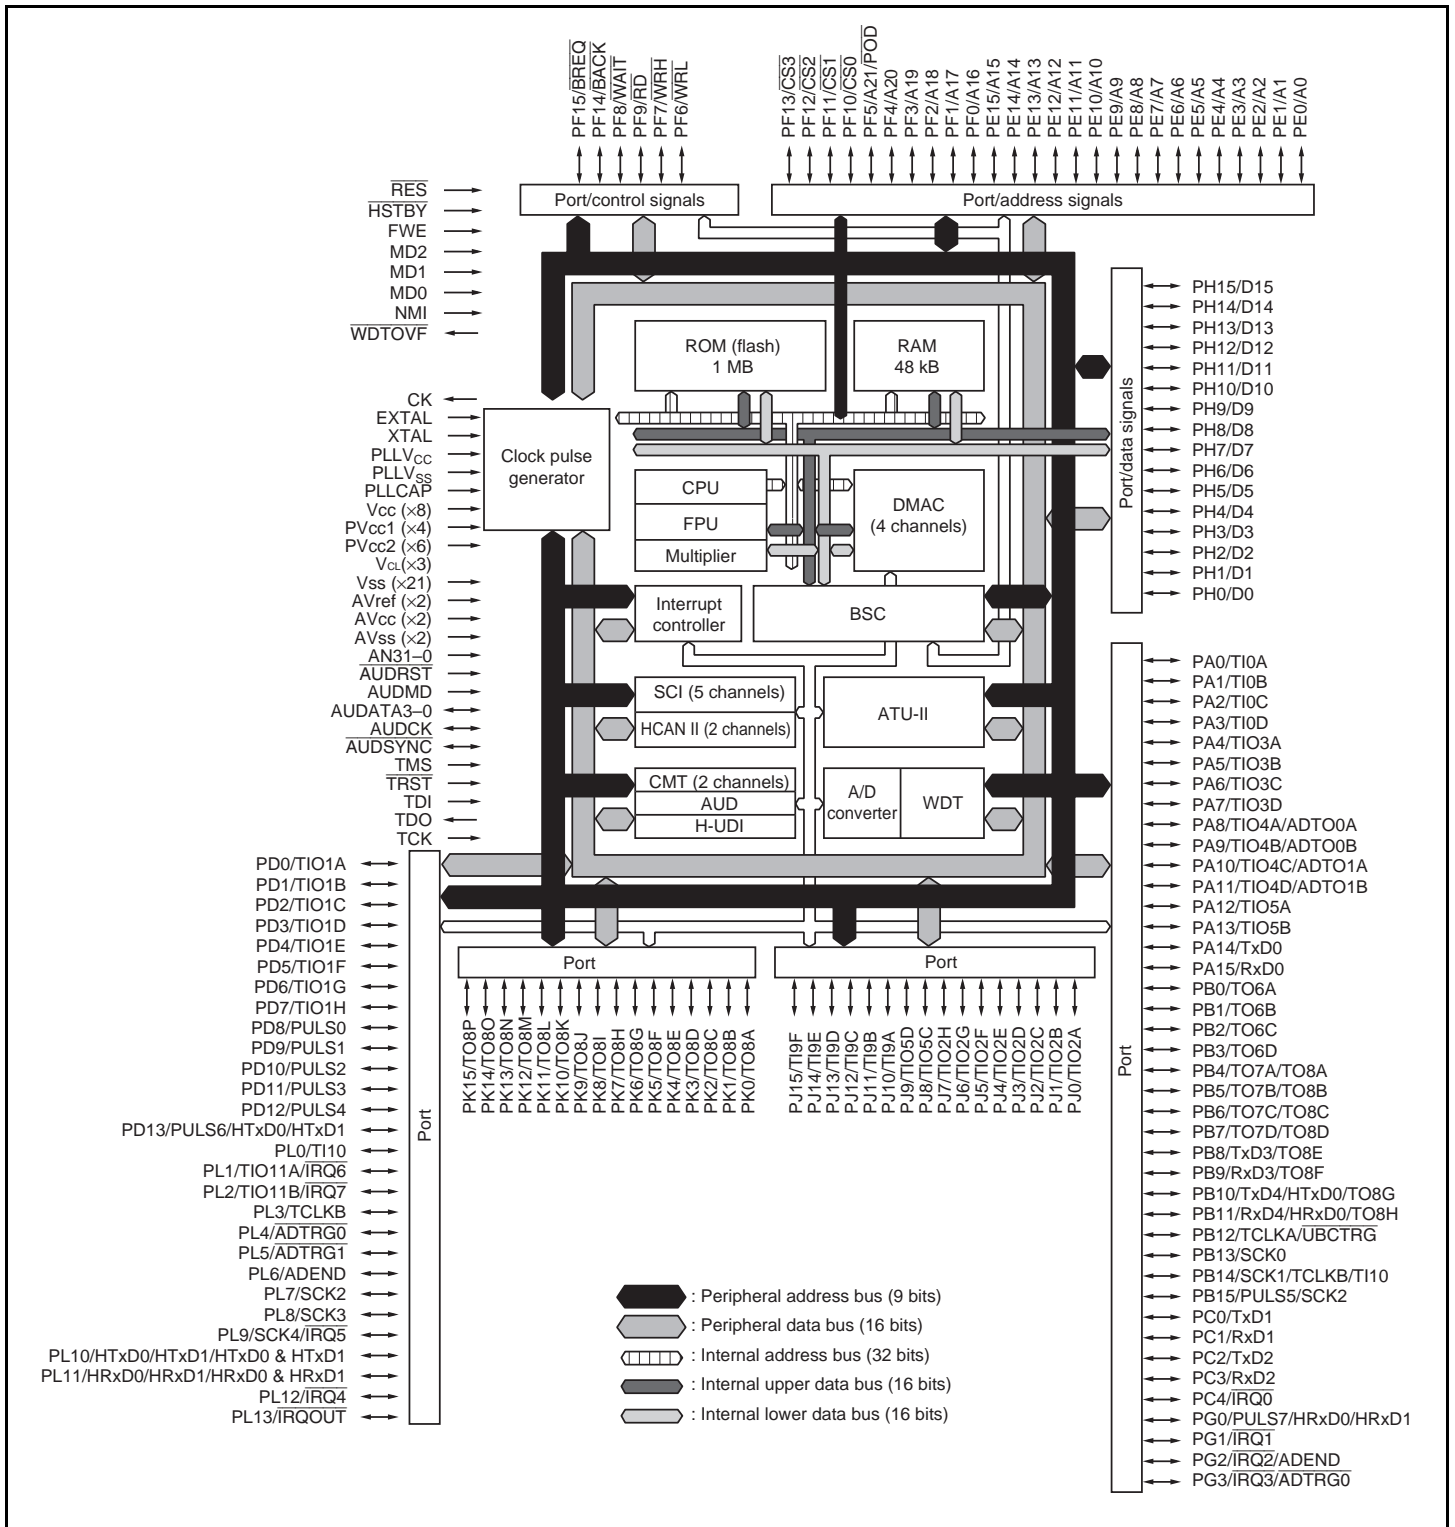 PF15/BREQ
PF14/BACK
PF8/WAIT
PF9/RD
PF7/WRH
PF6/WRL
PF13/CS3
PF12/CS2
PF11/CS1
PF10/CS0
PF5/A21/POD
PF4/A20
PF3/A19
PF2/A18
PF1/A17
PF0/A16
PE15/A15
PE14/A14
PE13/A13
PE12/A12
PE11/A11
PE10/A10
PE9/A9
PE8/A8
PE7/A7
PE6/A6
PE5/A5
PE4/A4
PE3/A3
PE2/A2
PE1/A1
PE0/A0
Port/control signals
Port/address signals
RES
HSTBY
FWE
MD2
MD1
MD0
NMI
WDTOVF
CK
EXTAL
XTAL
PLLVCC
PLLVSS
PLLCAP
Vcc (×8)
PVcc1 (×4)
PVcc2 (×6)
VCL(×3)
Vss (×21)
AVref (×2)
AVcc (×2)
AVss (×2)
AN31–0
AUDRST
AUDMD
AUDATA3–0
AUDCK
AUDSYNC
TMS
TRST
TDI
TDO
TCK
Clock pulse
generator
ROM (flash)
1 MB
RAM
48 kB
CPU
FPU
Multiplier
DMAC
(4 channels)
Interrupt
controller
BSC
SCI (5 channels)
HCAN II (2 channels)
ATU-II
CMT (2 channels)
AUD
H-UDI
A/D
converter
WDT
Port/data signals
PH15/D15
PH14/D14
PH13/D13
PH12/D12
PH11/D11
PH10/D10
PH9/D9
PH8/D8
PH7/D7
PH6/D6
PH5/D5
PH4/D4
PH3/D3
PH2/D2
PH1/D1
PH0/D0
Port
PA0/TI0A
PA1/TI0B
PA2/TI0C
PA3/TI0D
PA4/TIO3A
PA5/TIO3B
PA6/TIO3C
PA7/TIO3D
PA8/TIO4A/ADTO0A
PA9/TIO4B/ADTO0B
PA10/TIO4C/ADTO1A
PA11/TIO4D/ADTO1B
PA12/TIO5A
PA13/TIO5B
PA14/TxD0
PA15/RxD0
PB0/TO6A
PB1/TO6B
PB2/TO6C
PB3/TO6D
PB4/TO7A/TO8A
PB5/TO7B/TO8B
PB6/TO7C/TO8C
PB7/TO7D/TO8D
PB8/TxD3/TO8E
PB9/RxD3/TO8F
PB10/TxD4/HTxD0/TO8G
PB11/RxD4/HRxD0/TO8H
PB12/TCLKA/UBCTRG
PB13/SCK0
PB14/SCK1/TCLKB/TI10
PB15/PULS5/SCK2
PC0/TxD1
PC1/RxD1
PC2/TxD2
PC3/RxD2
PC4/IRQ0
PG0/PULS7/HRxD0/HRxD1
PG1/IRQ1
PG2/IRQ2/ADEND
PG3/IRQ3/ADTRG0
PD0/TIO1A
PD1/TIO1B
PD2/TIO1C
PD3/TIO1D
PD4/TIO1E
PD5/TIO1F
PD6/TIO1G
PD7/TIO1H
PD8/PULS0
PD9/PULS1
PD10/PULS2
PD11/PULS3
PD12/PULS4
PD13/PULS6/HTxD0/HTxD1
PL0/TI10
PL1/TIO11A/IRQ6
PL2/TIO11B/IRQ7
PL3/TCLKB
PL4/ADTRG0
PL5/ADTRG1
PL6/ADEND
PL7/SCK2
PL8/SCK3
PL9/SCK4/IRQ5
PL10/HTxD0/HTxD1/HTxD0 & HTxD1
PL11/HRxD0/HRxD1/HRxD0 & HRxD1
PL12/IRQ4
PL13/IRQOUT
Port
Port
Port
PK15/TO8P
PK14/TO8O
PK13/TO8N
PK12/TO8M
PK11/TO8L
PK10/TO8K
PK9/TO8J
PK8/TO8I
PK7/TO8H
PK6/TO8G
PK5/TO8F
PK4/TO8E
PK3/TO8D
PK2/TO8C
PK1/TO8B
PK0/TO8A
PJ15/TI9F
PJ14/TI9E
PJ13/TI9D
PJ12/TI9C
PJ11/TI9B
PJ10/TI9A
PJ9/TIO5D
PJ8/TIO5C
PJ7/TIO2H
PJ6/TIO2G
PJ5/TIO2F
PJ4/TIO2E
PJ3/TIO2D
PJ2/TIO2C
PJ1/TIO2B
PJ0/TIO2A
: Peripheral address bus (9 bits)
: Peripheral data bus (16 bits)
: Internal address bus (32 bits)
: Internal upper data bus (16 bits)
: Internal lower data bus (16 bits)